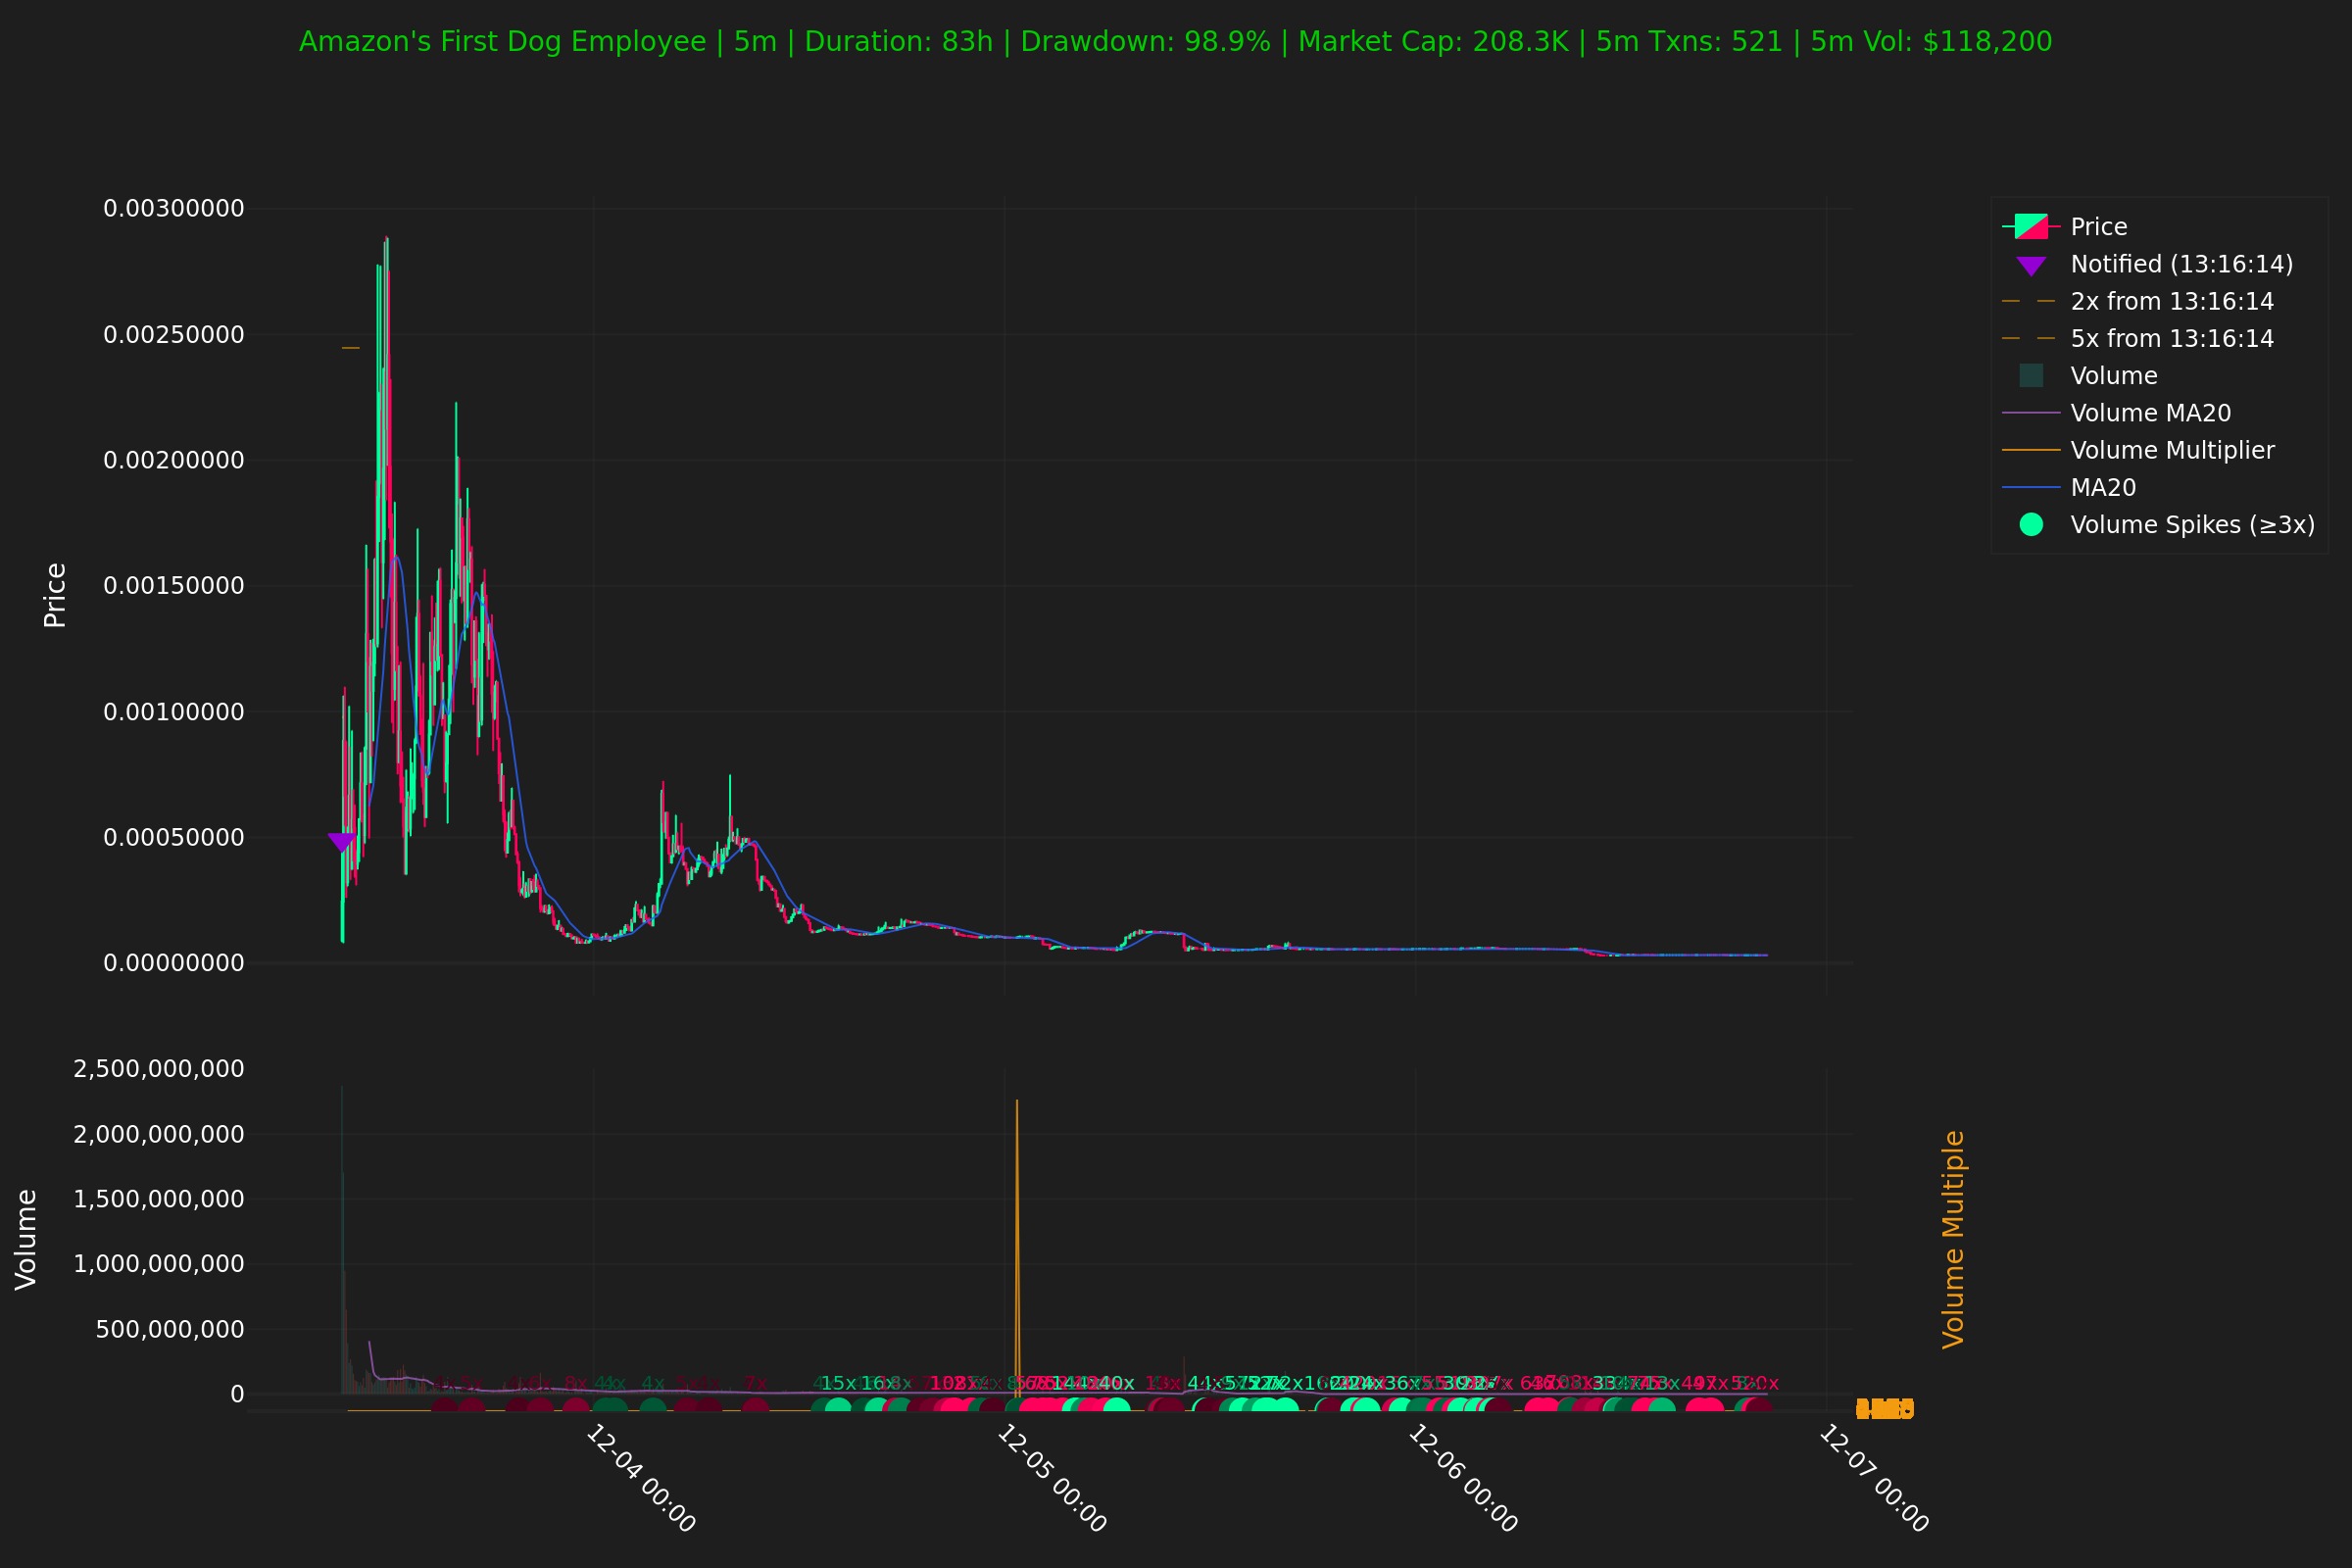 Amazon's First Dog Employee | 5m | Duration: 83h | Drawdown: 98.9% | Market Cap: 208.3K | 5m Txns: 521 | 5m Vol: $118,200
0.00300000
0.00250000
0.00200000
0.00150000
0.00100000
0.00050000
0.00000000
Price
Price
Notified (13:16:14)
2x from 13:16:14
5x from 13:16:14
Volume
Volume MA20
Volume Multiplier
MA20
Volume Spikes (≥3x)
2,500,000,000
2,000,000,000
1,500,000,000
1,000,000,000
500,000,000
0
Volume
Volume Multiple
8x 4x 7x 15x 16x
12-04 00:00
12-05 00:00
12-06 00:00
12-07 00:00